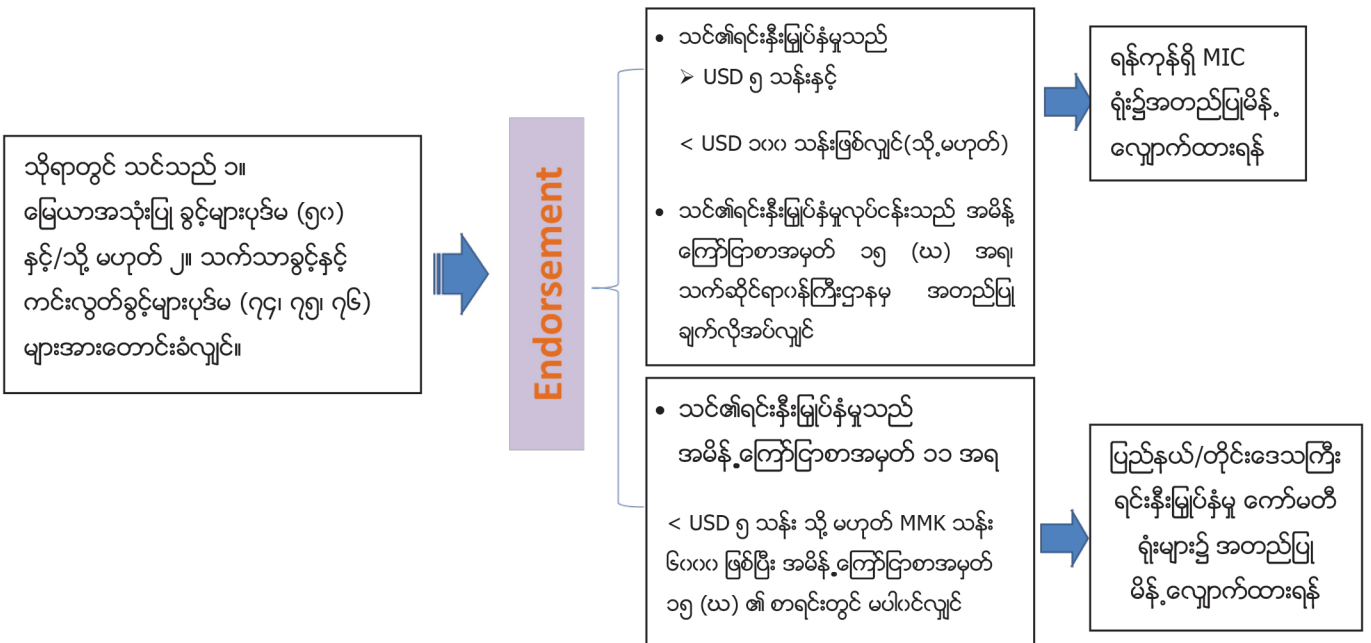 သို့ရာတွင် သင်သည် ၁။
မြေယာအသုံးပြု ခွင့်များပုဒ်မ (၅၀)
နှင့်/သို့ မဟုတ် ၂။ သက်သာခွင့်နှင့်
ကင်းလွတ်ခွင့်များပုဒ်မ (၇၄၊ ၇၅၊ ၇၆)
များအားတောင်းခံလျှင်။
Endorsement
• သင်၏ရင်းနှီးမြှုပ်နှံမှုသည်
➢ USD ၅ သန်းနှင့်
< USD ၁၀၀ သန်းဖြစ်လျှင်(သို့မဟုတ်)
• သင်၏ရင်းနှီးမြှုပ်နှံမှုလုပ်ငန်းသည် အမိန့်
ကြော်ငြာစာအမှတ် ၁၅ (ဃ) အရ၊
သက်ဆိုင်ရာဝန်ကြီးဌာနမှ အတည်ပြု
ချက်လိုအပ်လျှင်
ရန်ကုန်ရှိ MIC
ရုံး၌အတည်ပြုမိန့်
လျှောက်ထားရန်
• သင်၏ရင်းနှီးမြှုပ်နှံမှုသည်
အမိန့်ကြော်ငြာစာအမှတ် ၁၁ အရ
< USD ၅ သန်း သို့ မဟုတ် MMK သန်း
၆၀၀၀ ဖြစ်ပြီး အမိန့်ကြော်ငြာစာအမှတ်
၁၅ (ဃ) ၏ စာရင်းတွင် မပါဝင်လျှင်
ပြည်နယ်/တိုင်းဒေသကြီး
ရင်းနှီးမြှုပ်နှံမှု ကော်မတီ
ရုံးများ၌ အတည်ပြု
မိန့်လျှောက်ထားရန်